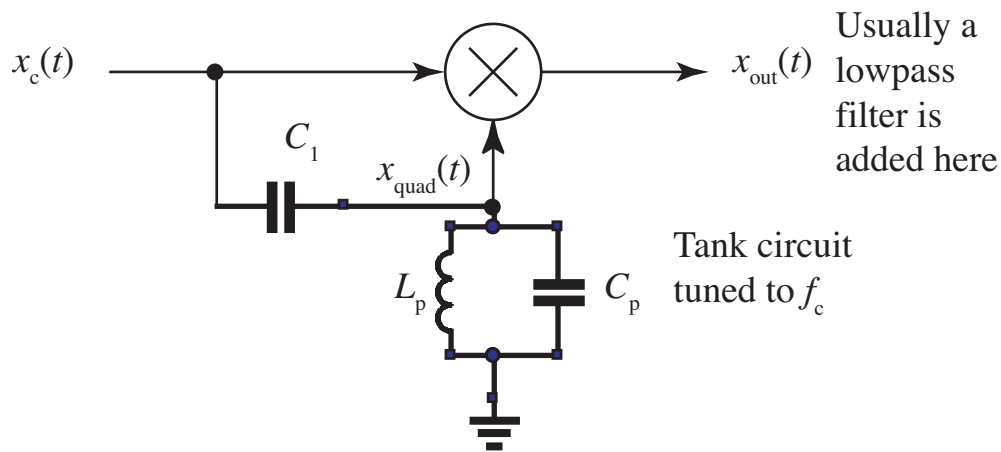 x_c(t)
x_out(t)
Usually a
lowpass
filter is
added here
C_1
x_quad(t)
L_p
C_p
Tank circuit
tuned to f_c